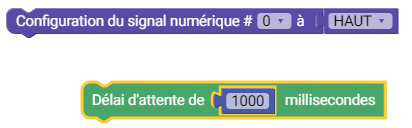 Configuration du signal numérique # 0 à HAUT
Délai d'attente de 1000 millisecondes